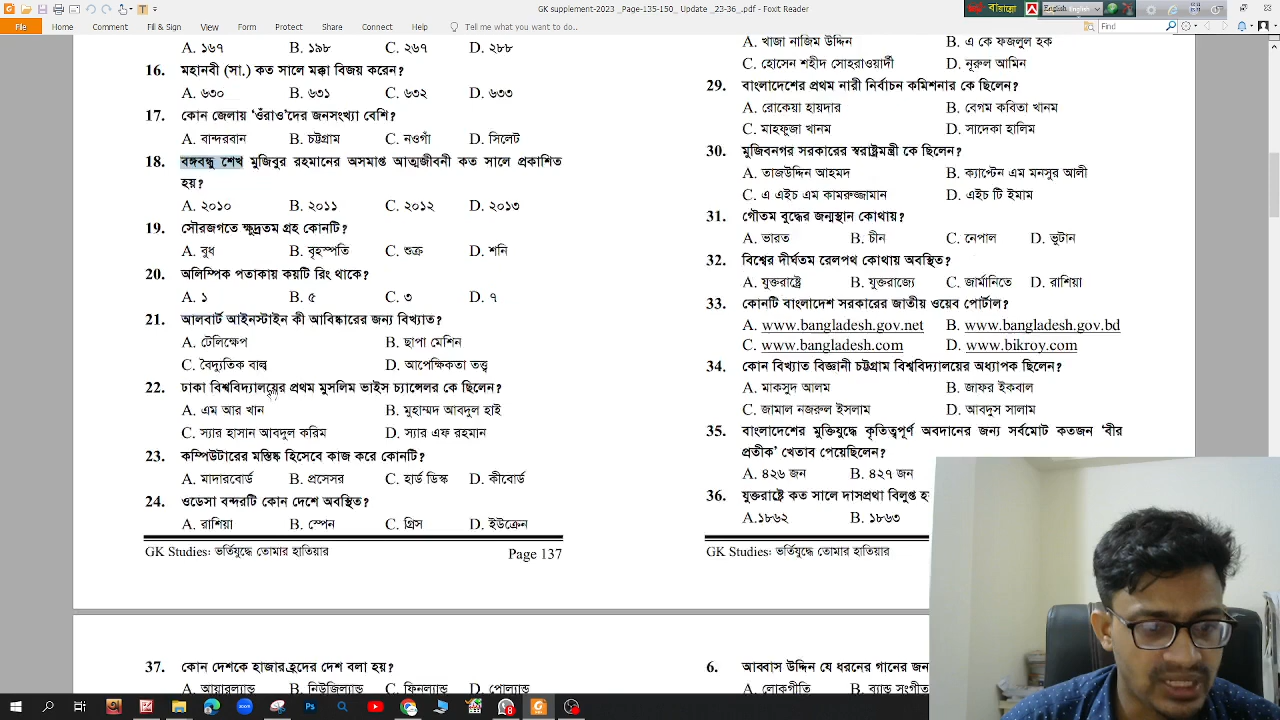 GK supplement-2023 _Page-135-150_ Update _23-36_.pdf - Foxit Reader
বায়ান্নো
English
File
Home
Comment
View
Form
Protect
Share
Help
Tell me what you want to do..
Find
A. ১৬৭ B. ১৯৮ C. ২৬৭ D. ২৮৮
16. মহানবী (সা.) কত সালে মক্কা বিজয় করেন?
A. ৬৩০ B. ৬৩১ C. ৬৩২ D. ৬৩৩
17. কোন জেলায় ‘ওঁরাও’দের জনসংখ্যা বেশি?
A. বান্দরবান B. চট্টগ্রাম C. নওগাঁ D. সিলেট
18. বঙ্গবন্ধু শেখ মুজিবুর রহমানের অসমাপ্ত আত্মজীবনী কত সালে প্রকাশিত
হয়?
A. ২০১০ B. ২০১১ C. ২০১২ D. ২০১৩
19. সৌরজগতে ক্ষুদ্রতম গ্রহ কোনটি?
A. বুধ B. বৃহস্পতি C. শুক্র D. শনি
20. অলিম্পিক পতাকায় কয়টি রিং থাকে?
A. ১ B. ৫ C. ৩ D. ৭
21. আলবার্ট আইনস্টাইন কী আবিষ্কারের জন্য বিখ্যাত?
A. টেলিক্ষেপ B. ছাপা মেশিন
C. বৈদ্যুতিক বাল্ব D. আপেক্ষিকতা তত্ত্ব
22. ঢাকা বিশ্ববিদ্যালয়ের প্রথম মুসলিম ভাইস চ্যান্সেলর কে ছিলেন?
A. এম আর খান B. মুহাম্মদ আবদুল হাই
C. স্যার হাসান আবদুল করিম D. স্যার এফ রহমান
23. কম্পিউটারের মস্তিষ্ক হিসেবে কাজ করে কোনটি?
A. মাদারবোর্ড B. প্রসেসর C. হার্ড ডিস্ক D. কীবোর্ড
24. ওডেসা বন্দরটি কোন দেশে অবস্থিত?
A. রাশিয়া B. স্পেন C. গ্রিস D. ইউক্রেন
GK Studies: ভর্তিযুদ্ধে তোমার হাতিয়ার Page 137
37. কোন দেশকে হাজার হ্রদের দেশ বলা হয়?
A. আয়ারল্যান্ড B. নিউজিল্যান্ড C. ফিনল্যান্ড D. পোল্যান্ড
A. খাজা নাজিম উদ্দিন B. এ কে ফজলুল হক
C. হোসেন শহীদ সোহরাওয়ার্দী D. নূরুল আমিন
29. বাংলাদেশের প্রথম নারী নির্বাচন কমিশনার কে ছিলেন?
A. রোকেয়া হায়দার B. বেগম কবিতা খানম
C. মাহফুজা খানম D. সাদেকা হালিম
30. মুজিবনগর সরকারের স্বরাষ্ট্রমন্ত্রী কে ছিলেন?
A. তাজউদ্দিন আহমদ B. ক্যাপ্টেন এম মনসুর আলী
C. এ এইচ এম কামরুজ্জামান D. এইচ টি ইমাম
31. গৌতম বুদ্ধের জন্মস্থান কোথায়?
A. ভারত B. চীন C. নেপাল D. ভুটান
32. বিশ্বের দীর্ঘতম রেলপথ কোথায় অবস্থিত?
A. যুক্তরাষ্ট্রে B. যুক্তরাজ্যে C. জার্মানিতে D. রাশিয়া
33. কোনটি বাংলাদেশ সরকারের জাতীয় ওয়েব পোর্টাল?
A. www.bangladesh.gov.net B. www.bangladesh.gov.bd
C. www.bangladesh.com D. www.bikroy.com
34. কোন বিখ্যাত বিজ্ঞানী চট্টগ্রাম বিশ্ববিদ্যালয়ের অধ্যাপক ছিলেন?
A. মাকসুদ আলম B. জাফর ইকবাল
C. জামাল নজরুল ইসলাম D. আবদুস সালাম
35. বাংলাদেশের মুক্তিযুদ্ধে কৃতিত্বপূর্ণ অবদানের জন্য সর্বমোট কতজন ‘বীর
প্রতীক’ খেতাব পেয়েছিলেন?
A. ৪২৬ জন B. ৪২৭ জন
36. যুক্তরাষ্ট্রে কত সালে দাসপ্রথা বিলুপ্ত
A.১৮৬২ B. ১৮৬৩
GK Studies: ভর্তিযুদ্ধে তোমার হাতিয়ার
6. আব্বাস উদ্দিন যে ধরনের গানের
A. লোকগীতি B. ব্যান্ড সংগীত